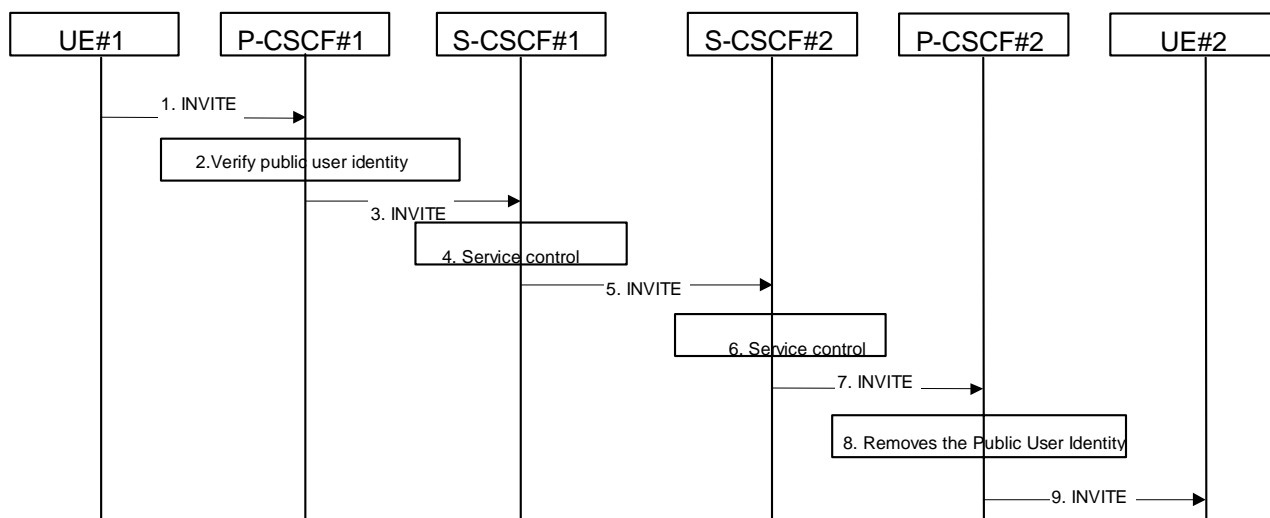 UE#1
P-CSCF#1
S-CSCF#1
S-CSCF#2
P-CSCF#2
UE#2
1. INVITE
2.Verify public user identity
3. INVITE
4. Service control
5. INVITE
6. Service control
7. INVITE
8. Removes the Public User Identity
9. INVITE